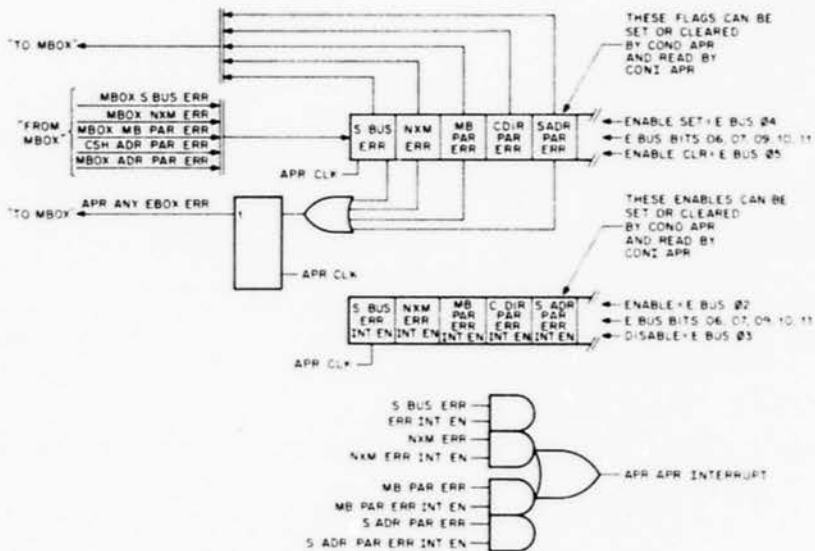 THESE FLAGS CAN BE
SET OR CLEARED
BY COND APR
AND READ BY
CONI APR
"TO MBOX"
"FROM
MBOX"
MBOX S BUS ERR
MBOX NXM ERR
MBOX MB PAR ERR
CSH ADR PAR ERR
MBOX ADR PAR ERR
S BUS
ERR
NXM
ERR
MB
PAR
ERR
CDIR
PAR
ERR
SADR
PAR
ERR
ENABLE SET+E BUS 04
E BUS BITS 06, 07, 09, 10, 11
ENABLE CLR+E BUS 05
APR CLK
"TO MBOX"
APR ANY EBOX ERR
1
APR CLK
THESE ENABLES CAN BE
SET OR CLEARED
BY COND APR
AND READ BY
CONI APR
S BUS
ERR
INT EN
NXM
ERR
INT EN
MB
PAR
ERR
INT EN
C DIR
PAR
ERR
INT EN
S ADR
PAR
ERR
INT EN
ENABLE+E BUS 02
E BUS BITS 06, 07, 09, 10, 11
DISABLE+E BUS 03
APR CLK
S BUS ERR
ERR INT EN
NXM ERR
NXM ERR INT EN
MB PAR ERR
MB PAR ERR INT EN
S ADR PAR ERR
S ADR PAR ERR INT EN
APR APR INTERRUPT